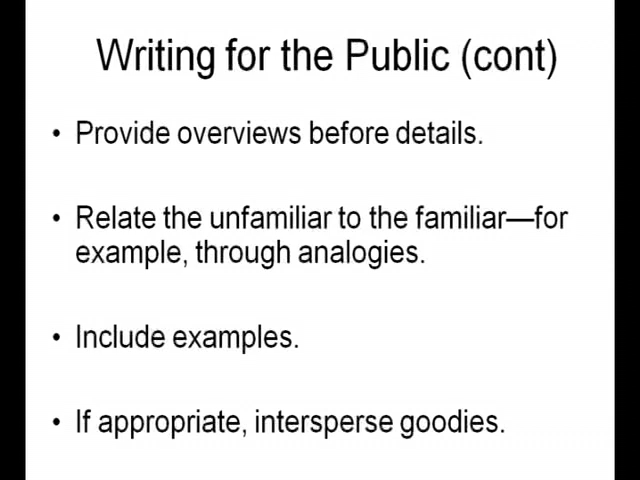 Writing for the Public (cont)
• Provide overviews before details.
• Relate the unfamiliar to the familiar—for
example, through analogies.
• Include examples.
• If appropriate, intersperse goodies.